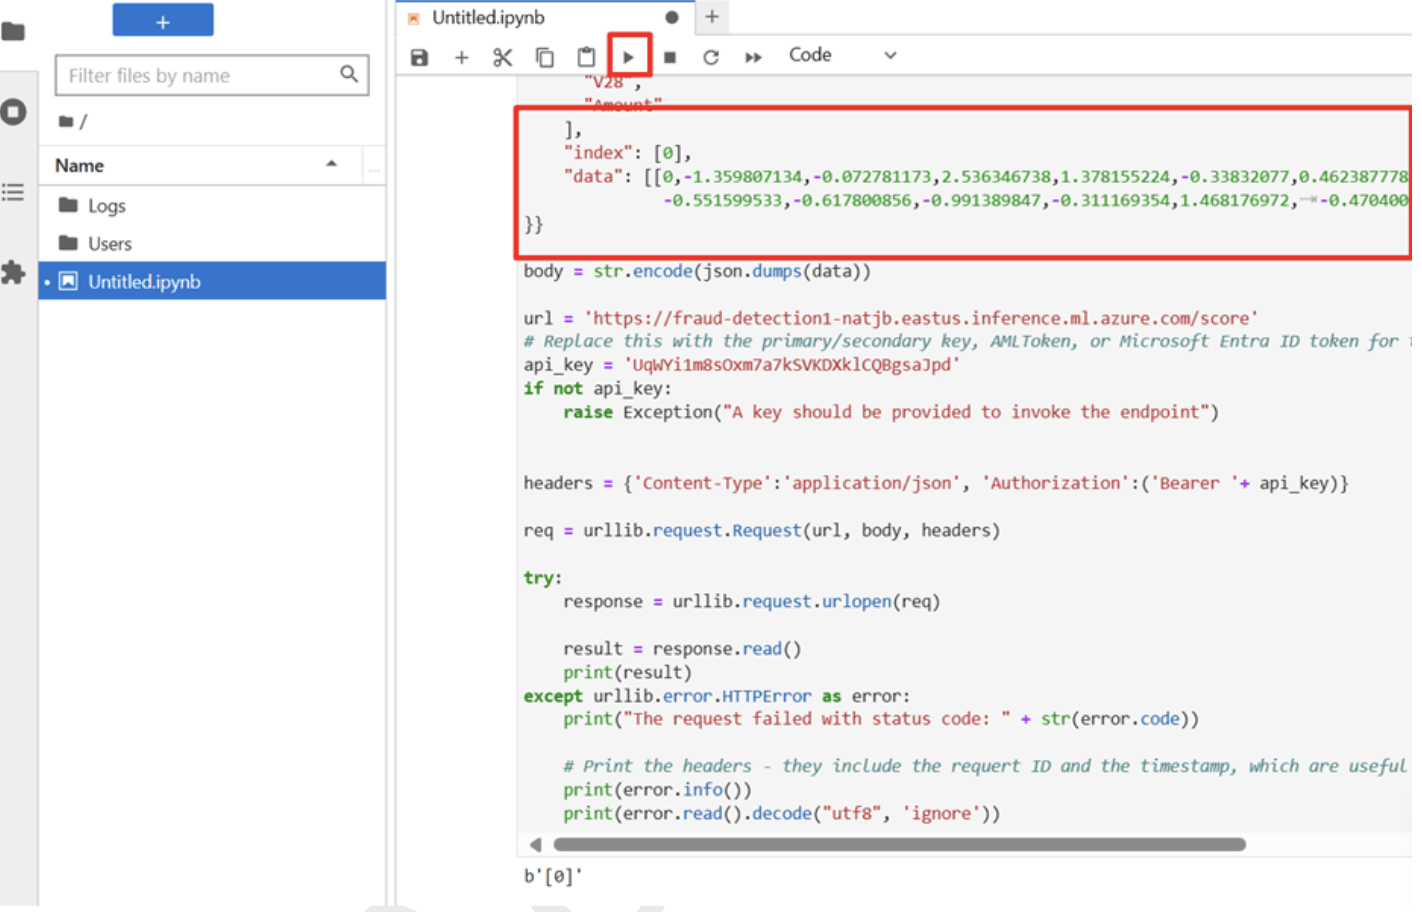 +
Filter files by name
/
Name
...
Logs
Users
Untitled.ipynb
Untitled.ipynb
+
Code
"V28",
"Amount"
],
"index": [0],
"data": [[0,-1.359807134,-0.072781173,2.536346738,1.378155224,-0.33832077,0.462387778
-0.551599533,-0.617800856,-0.991389847,-0.311169354,1.468176972, -0.470400
}}
body = str.encode(json.dumps(data))
url = 'https://fraud-detection1-natjb.eastus.inference.ml.azure.com/score'
# Replace this with the primary/secondary key, AMLToken, or Microsoft Entra ID token for
api_key = 'UqWYi1m8sOxm7a7kSVKDXklCQBgsaJpd'
if not api_key:
raise Exception("A key should be provided to invoke the endpoint")
headers = {'Content-Type':'application/json', 'Authorization':('Bearer '+ api_key)}
req = urllib.request.Request(url, body, headers)
try:
response = urllib.request.urlopen(req)
result = response.read()
print(result)
except urllib.error.HTTPError as error:
print("The request failed with status code: " + str(error.code))
# Print the headers - they include the requert ID and the timestamp, which are useful
print(error.info())
print(error.read().decode("utf8", 'ignore'))
b'[0]'